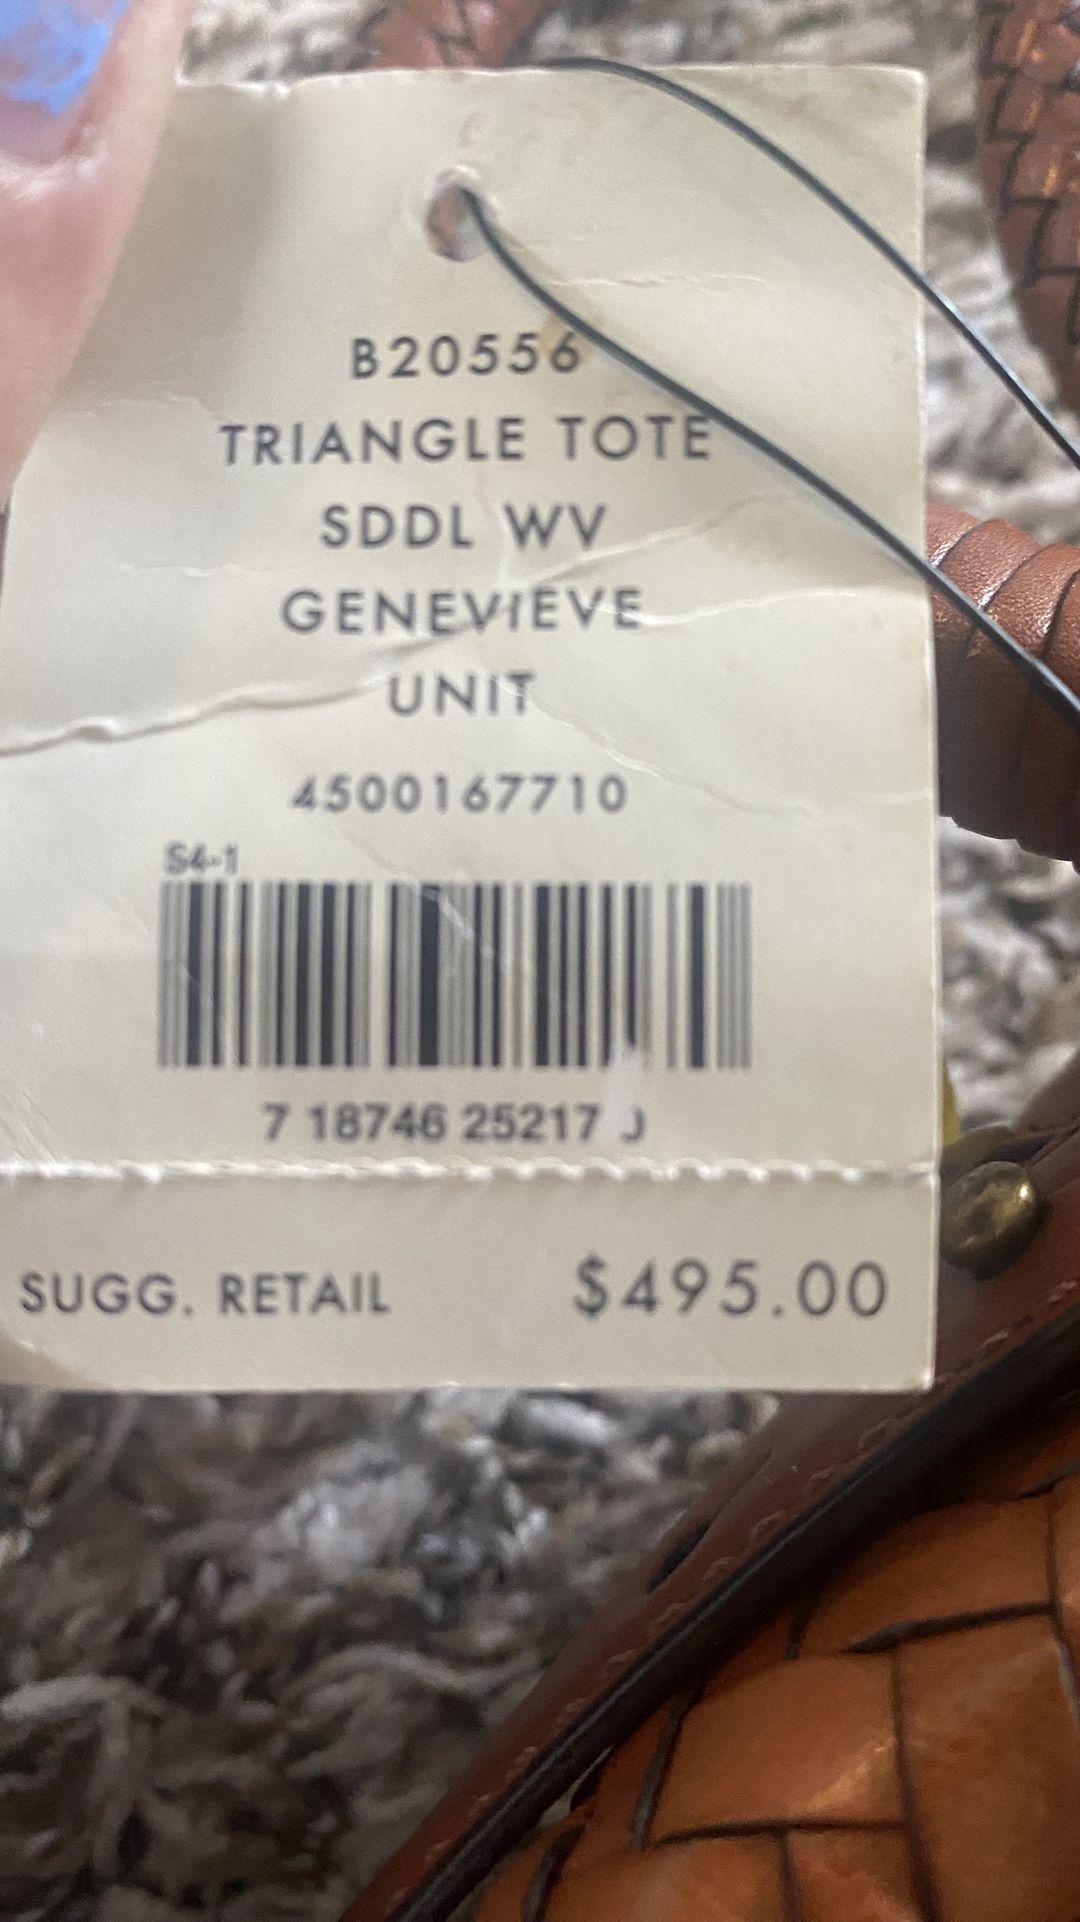 B20556
TRIANGLE TOTE
SDDL WV
GENEVIEVE
UNIT
4500167710
S4-1
7 18746 25217
SUGG. RETAIL $495.00